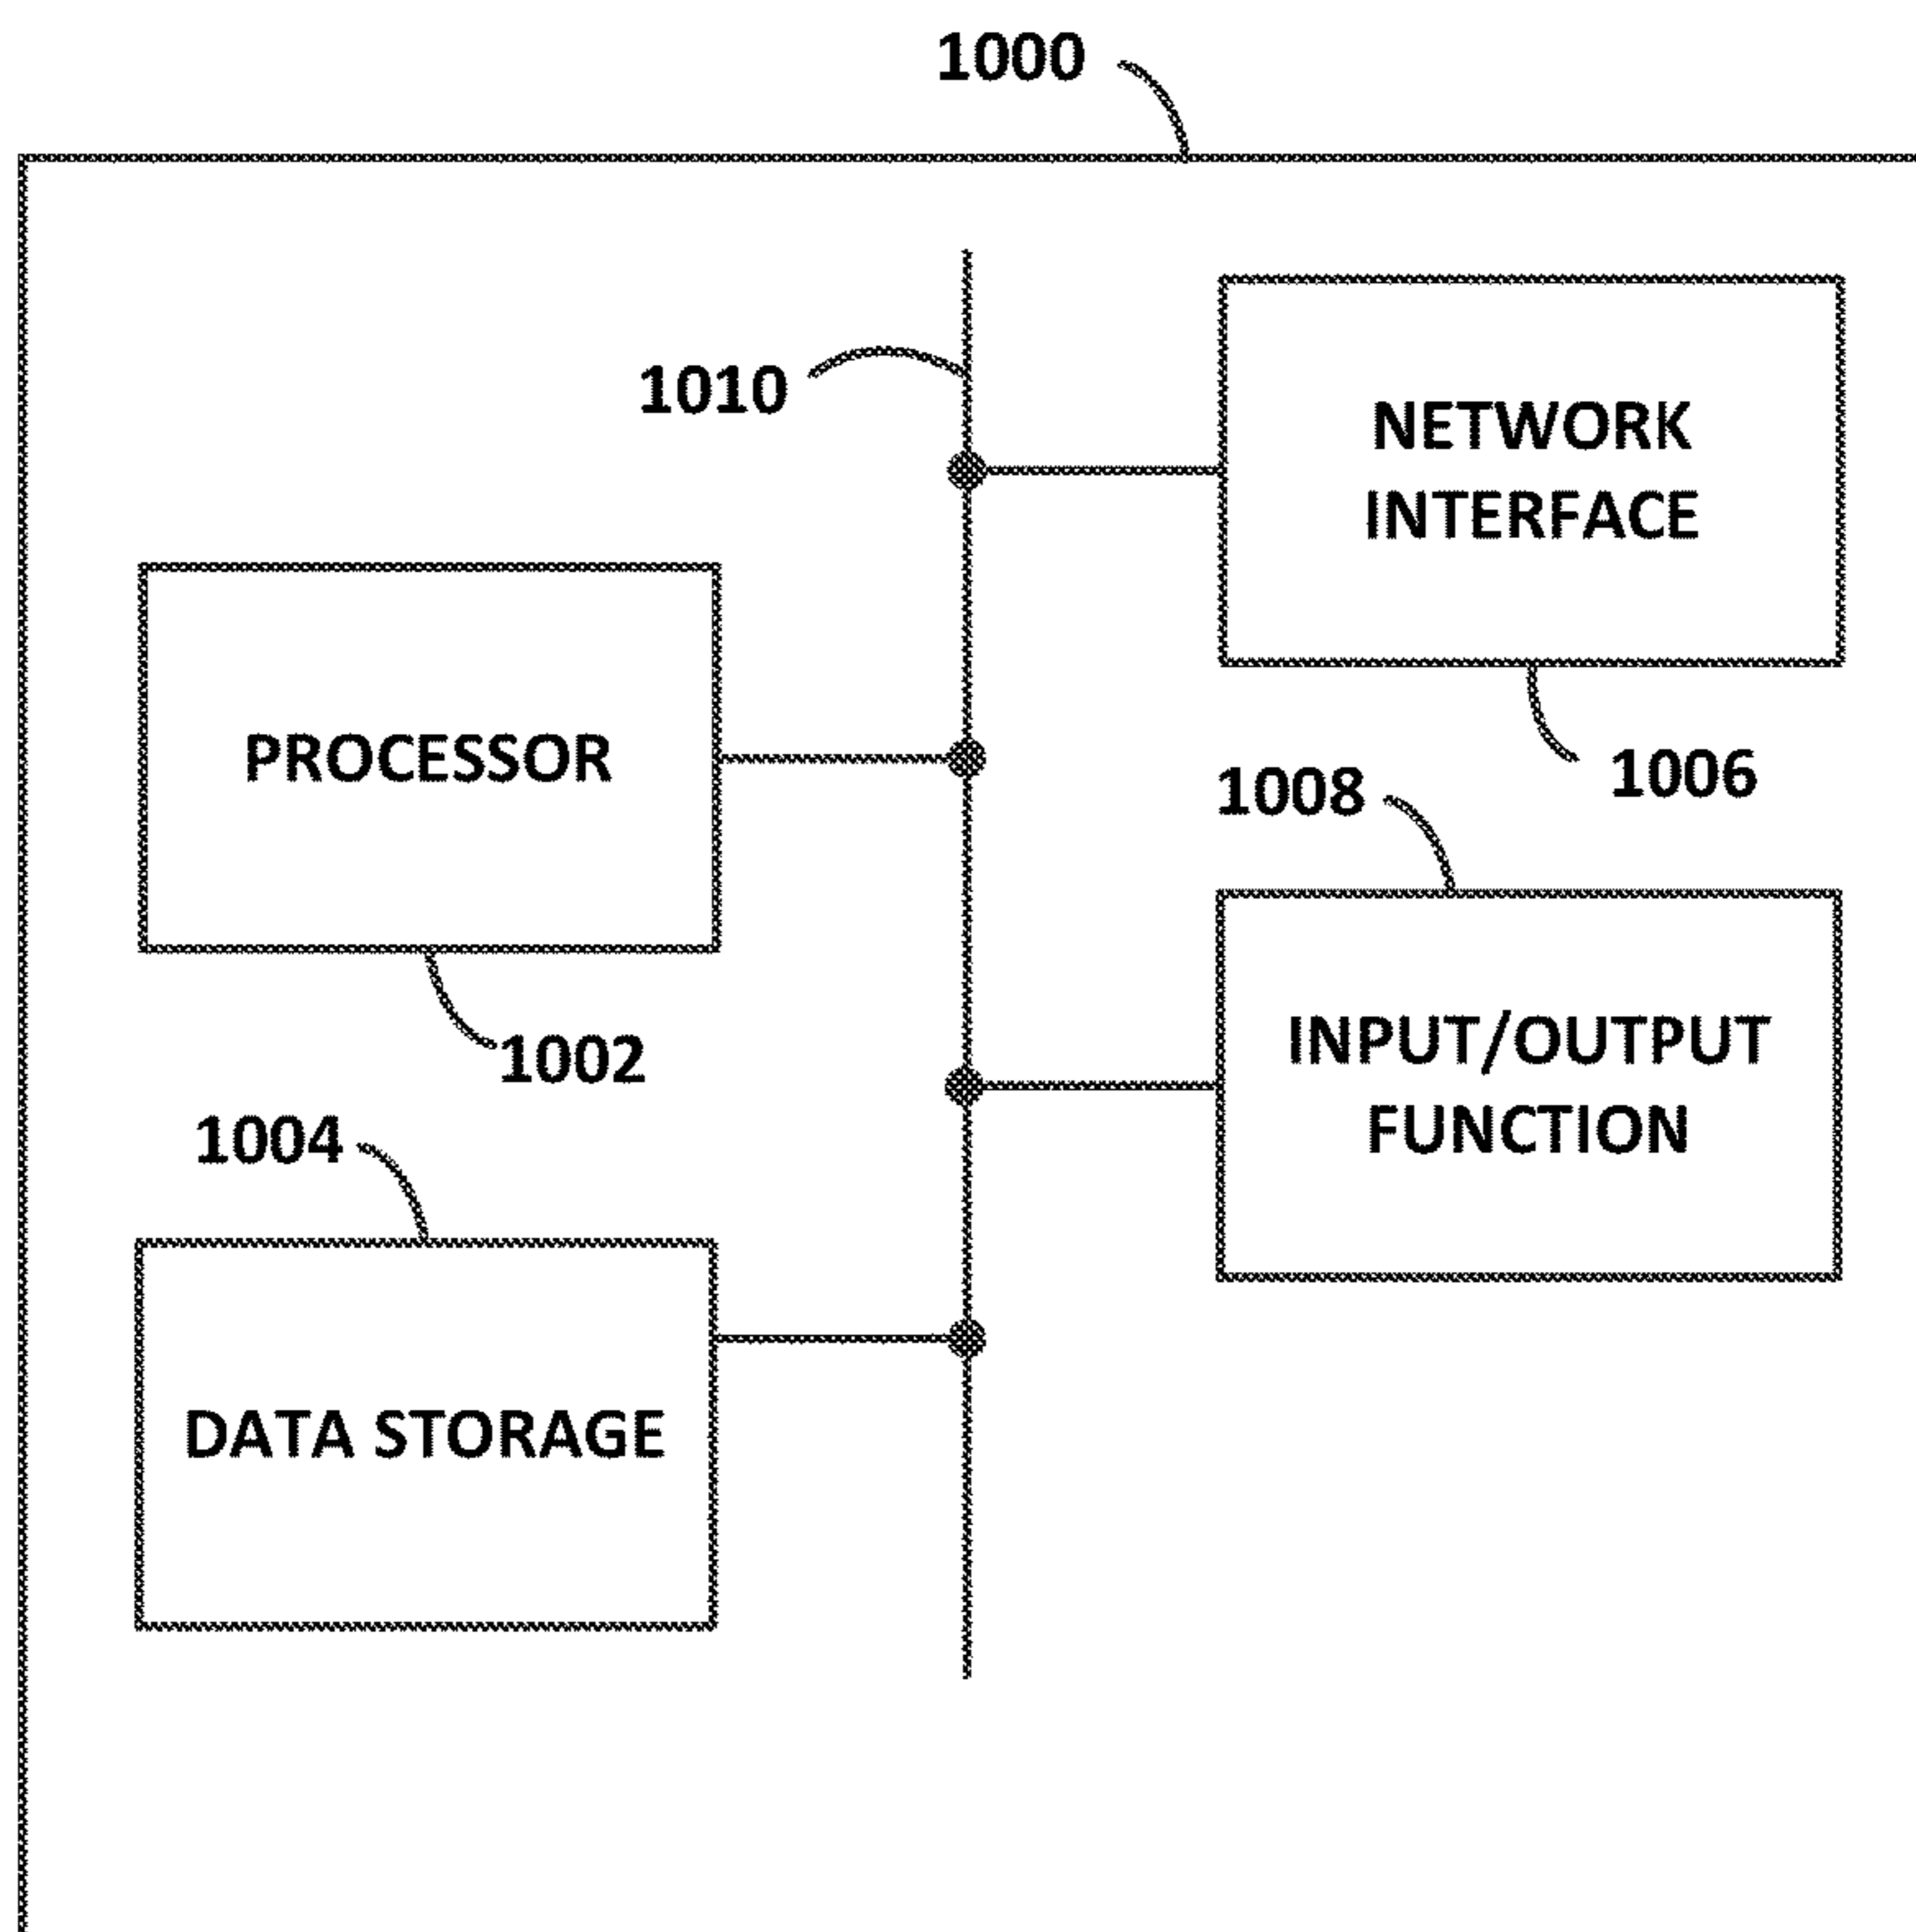 1000
1010
NETWORK
INTERFACE
PROCESSOR
1006
1008
1002
INPUT/OUTPUT
FUNCTION
1004
DATA STORAGE